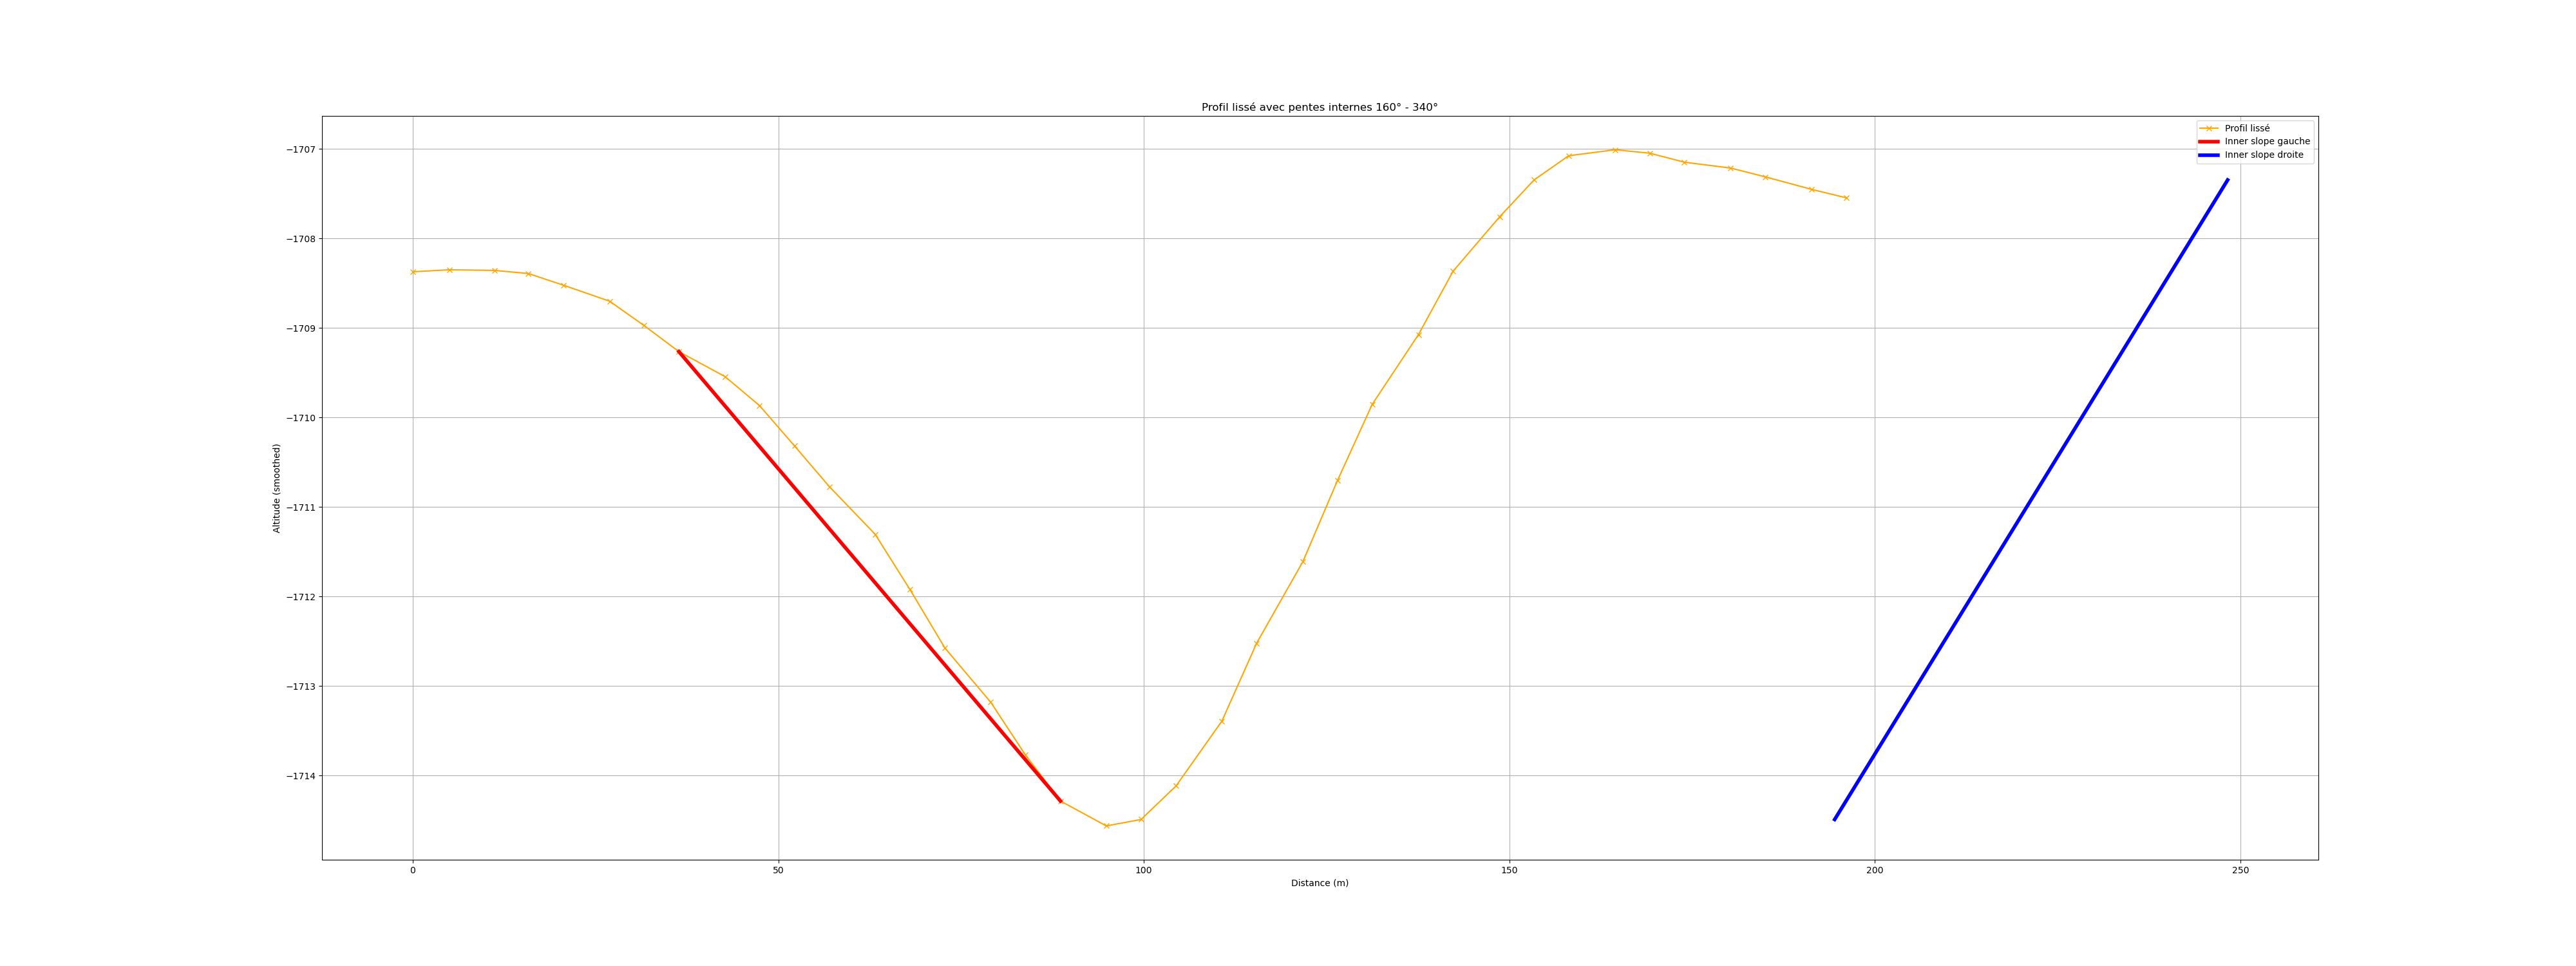 Profil lissé avec pentes internes 160° - 340°
Profil lissé
Inner slope gauche
Inner slope droite
−1707
−1708
−1709
−1710
−1711
−1712
−1713
−1714
Altitude (smoothed)
0 50 100 150 200 250
Distance (m)